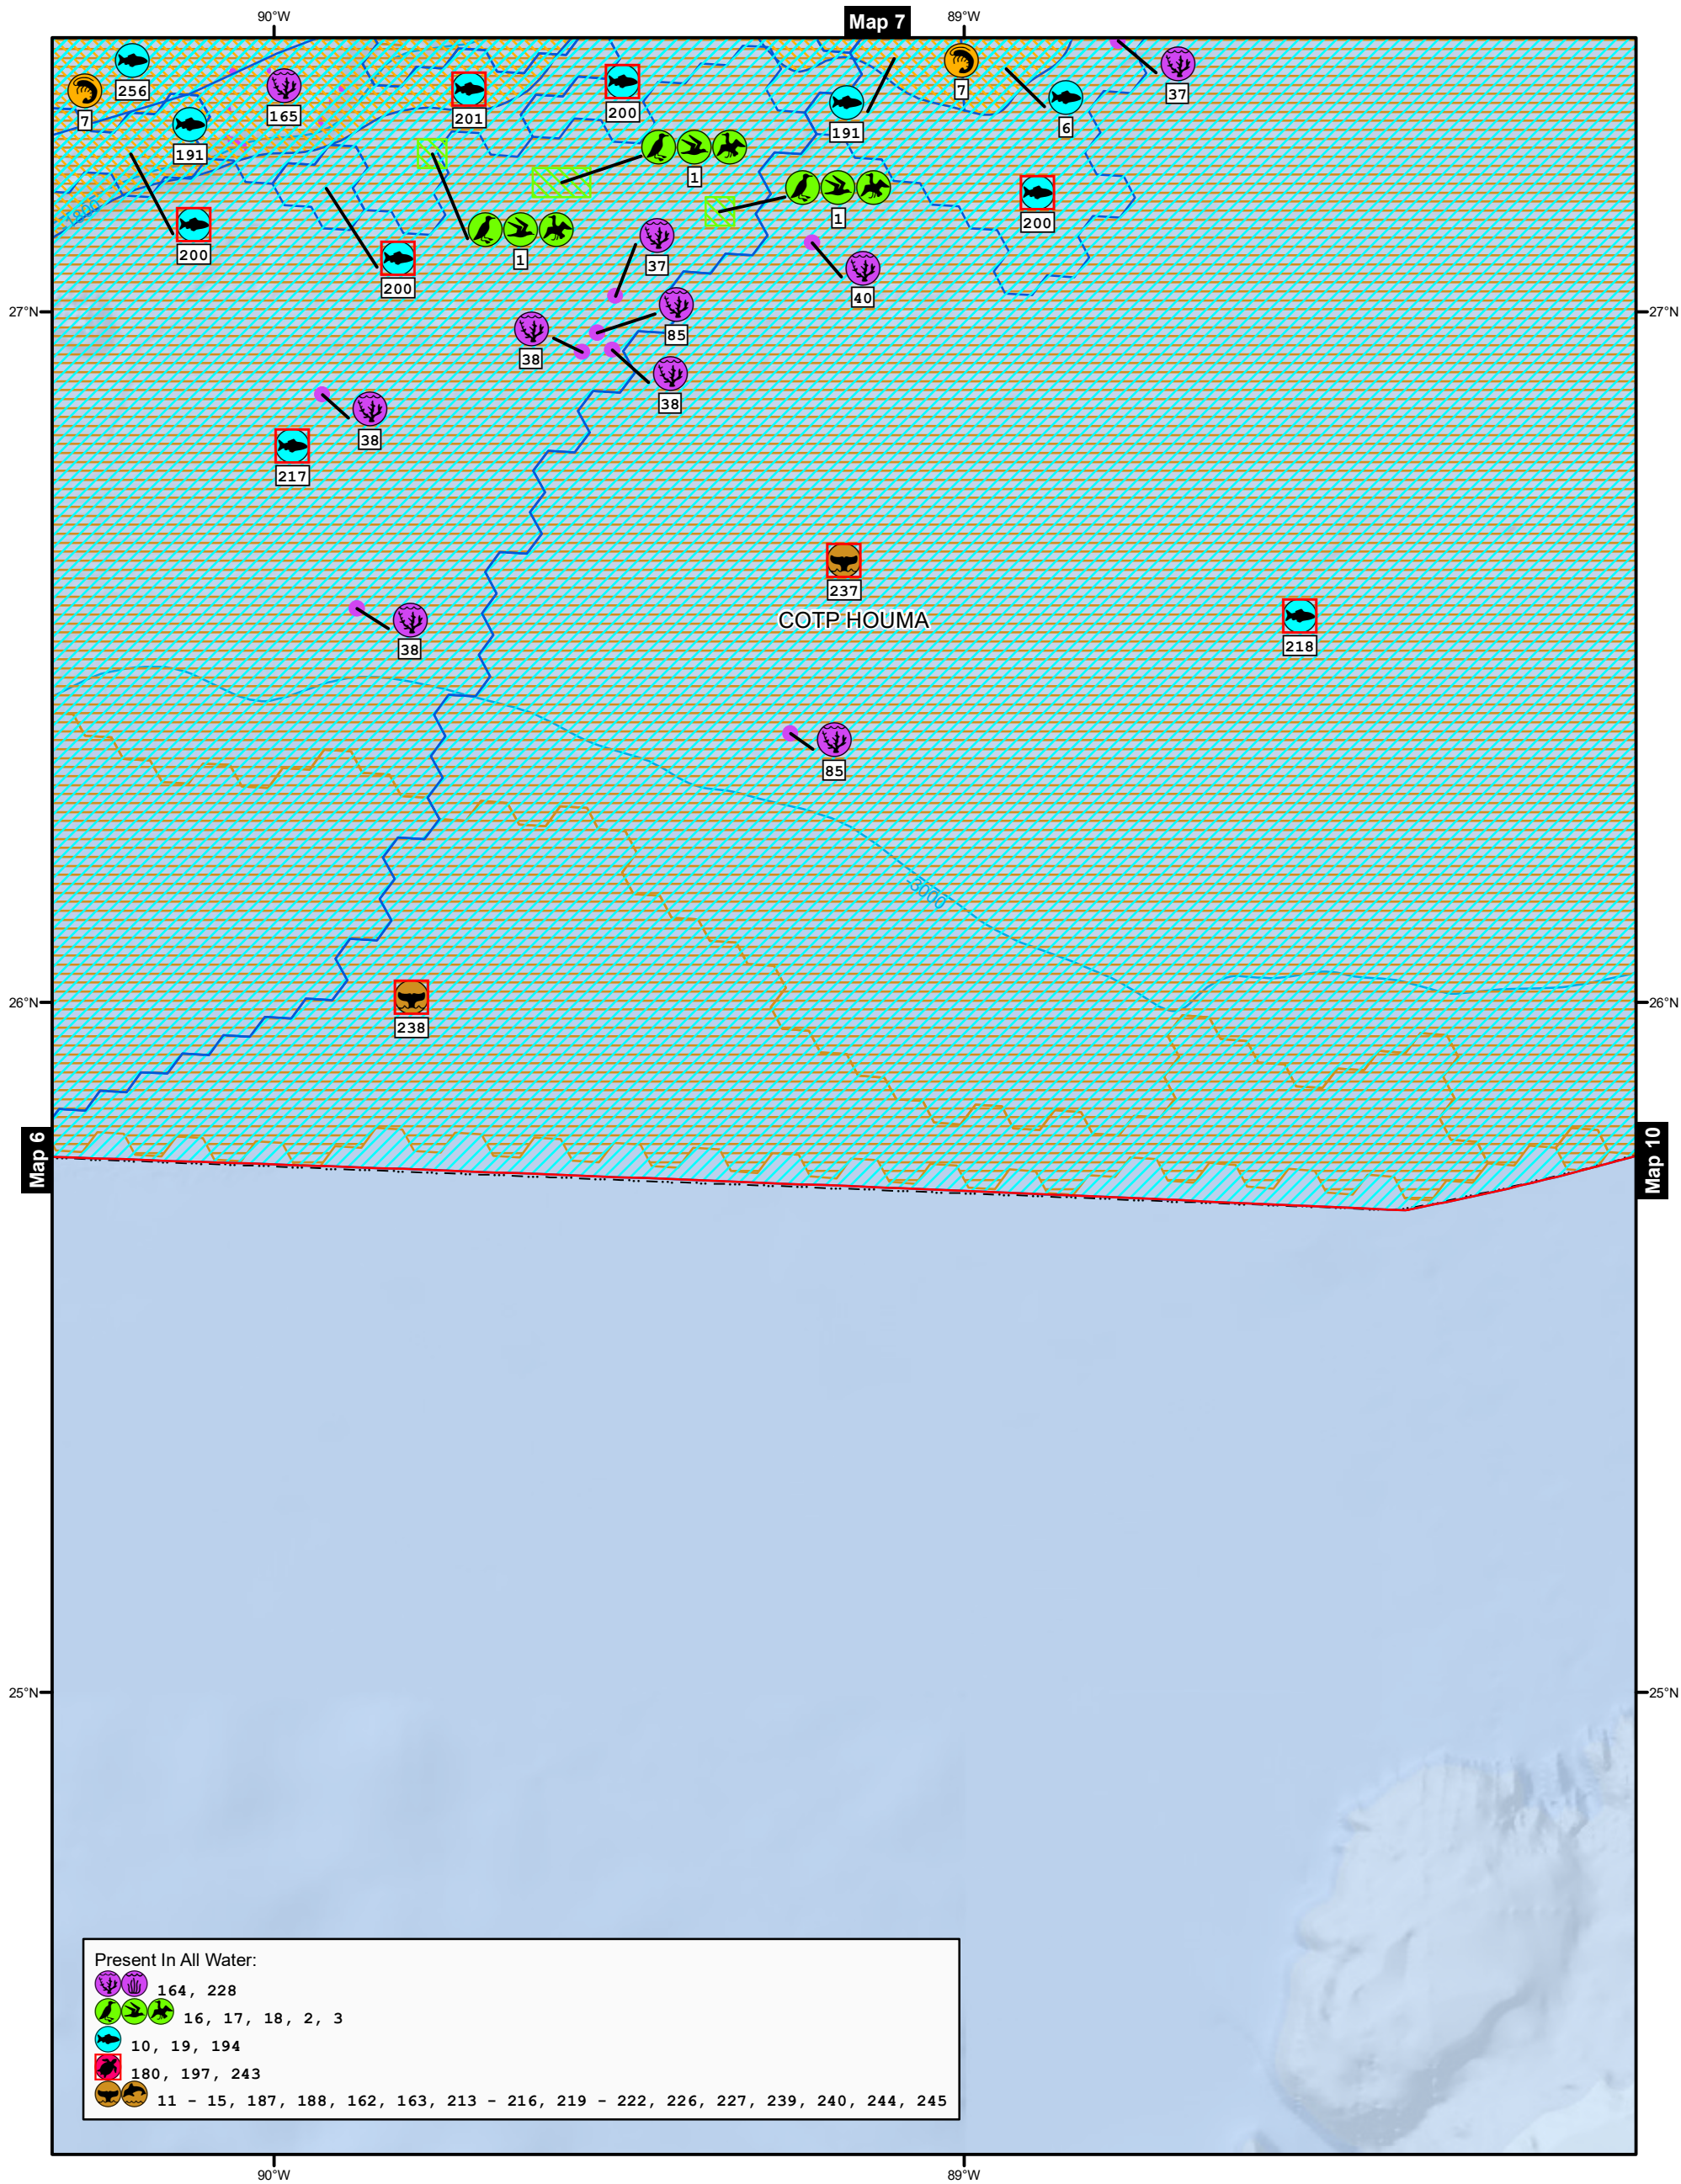 90°W
Map 7
89°W
256
7
165
201
200
191
7
6
37
191
1
1
200
-1800
200
1
200
37
40
27°N
27°N
85
38
38
38
217
237
COTP HOUMA
218
38
85
-3000
26°N
26°N
238
Map 6
Map 10
25°N
25°N
Present In All Water:
164, 228
16, 17, 18, 2, 3
10, 19, 194
180, 197, 243
11 - 15, 187, 188, 162, 163, 213 - 216, 219 - 222, 226, 227, 239, 240, 244, 245
90°W
89°W